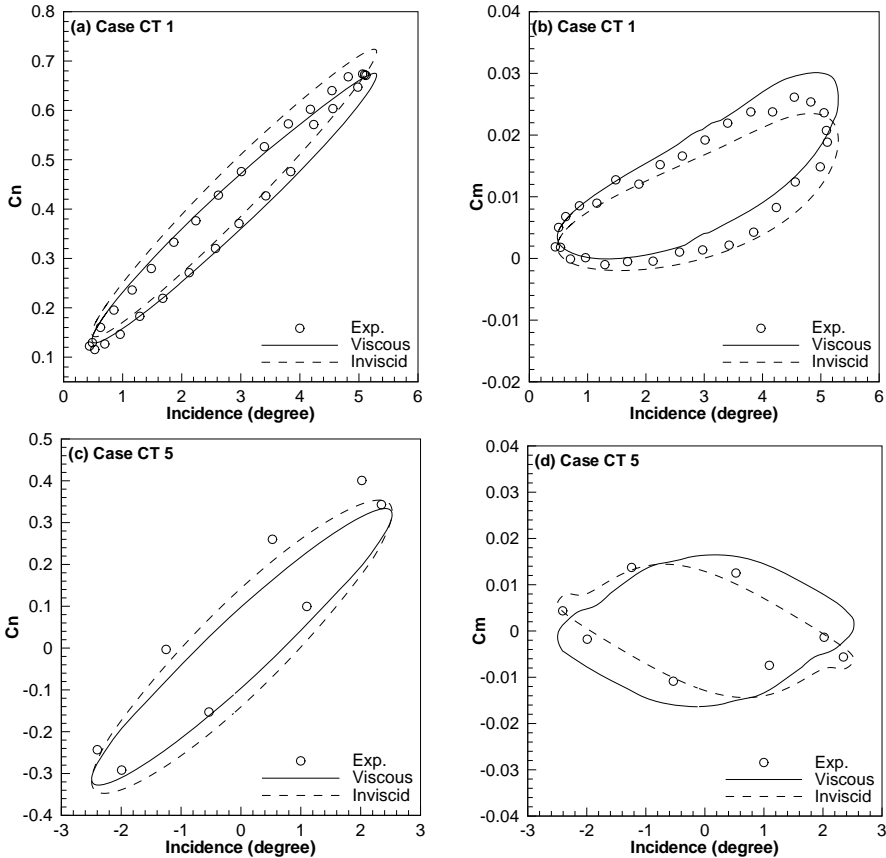 (a) Case CT 1
Cn
0.8
0.7
0.6
0.5
0.4
0.3
0.2
0.1
0 1 2 3 4 5 6
Incidence (degree)
Exp.
Viscous
Inviscid
(b) Case CT 1
Cm
0.04
0.03
0.02
0.01
0
-0.01
-0.02
0 1 2 3 4 5 6
Incidence (degree)
Exp.
Viscous
Inviscid
(c) Case CT 5
Cn
0.5
0.4
0.3
0.2
0.1
0
-0.1
-0.2
-0.3
-0.4
-3 -2 -1 0 1 2 3
Incidence (degree)
Exp.
Viscous
Inviscid
(d) Case CT 5
Cm
0.04
0.03
0.02
0.01
0
-0.01
-0.02
-0.03
-0.04
-3 -2 -1 0 1 2 3
Incidence (degree)
Exp.
Viscous
Inviscid